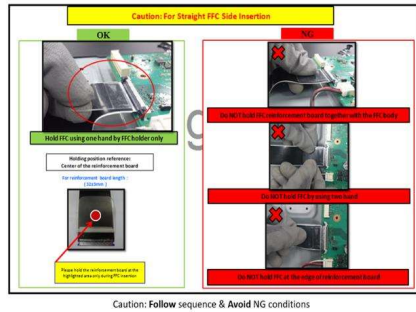 Caution: For Straight FFC Side Insertion
OK
NG
Hold FFC using one hand by FFC holder only
Holding position reference:
Center of the reinforcement board
For reinforcement board length :
Please hold the reinforcement board at the
highlighted area only during FFC insertion
Do NOT hold FFC reinforcement board together with the FFC body
Do NOT hold FFC by using two hand
Do NOT hold FFC at the edge of reinforcement board
Caution: Follow sequence & Avoid NG conditions